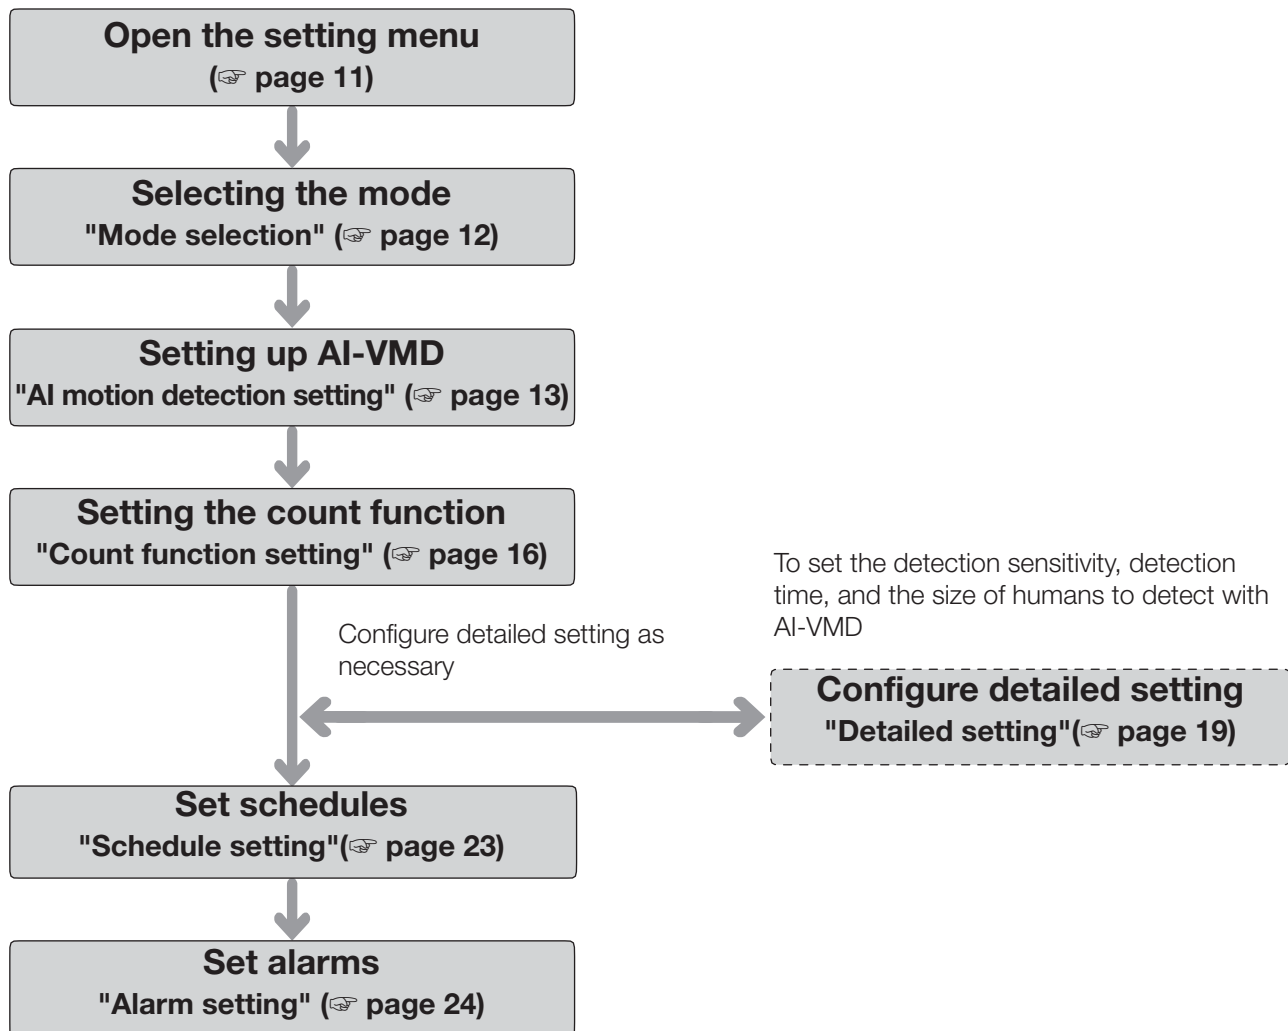 Open the setting menu
(☞ page 11)
Selecting the mode
"Mode selection" (☞ page 12)
Setting up AI-VMD
"AI motion detection setting" (☞ page 13)
Setting the count function
"Count function setting" (☞ page 16)
Configure detailed setting as
necessary
To set the detection sensitivity, detection
time, and the size of humans to detect with
AI-VMD
Configure detailed setting
"Detailed setting"(☞ page 19)
Set schedules
"Schedule setting"(☞ page 23)
Set alarms
"Alarm setting" (☞ page 24)